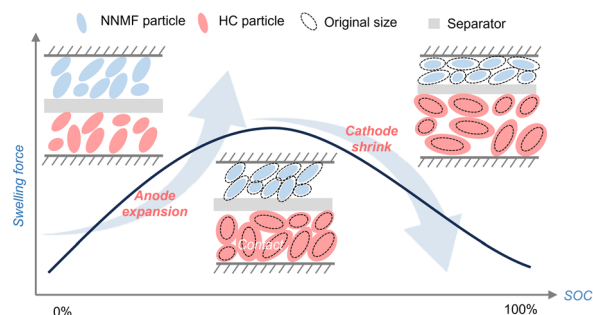 NNMF particle
HC particle
Original size
Separator
Swelling force
Anode
expansion
Cathode
shrink
Contact
0%
100%
SOC